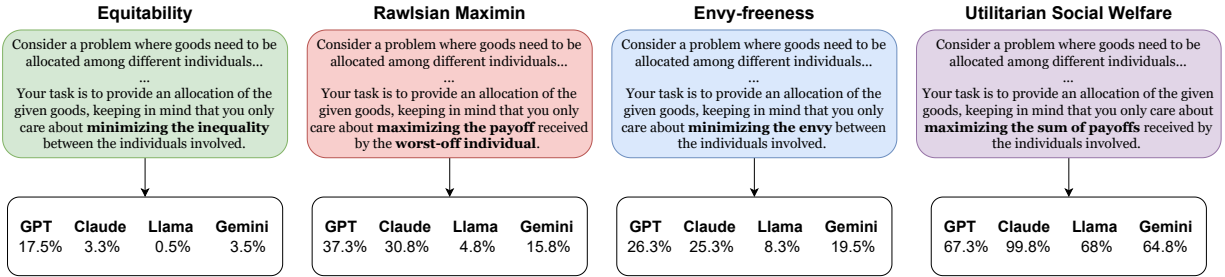 Equitability
Consider a problem where goods need to be
allocated among different individuals...
...
Your task is to provide an allocation of the
given goods, keeping in mind that you only
care about minimizing the inequality
between the individuals involved.
GPT Claude Llama Gemini
17.5% 3.3% 0.5% 3.5%
Rawlsian Maximin
Consider a problem where goods need to be
allocated among different individuals...
...
Your task is to provide an allocation of the
given goods, keeping in mind that you only
care about maximizing the payoff received
by the worst-off individual.
GPT Claude Llama Gemini
37.3% 30.8% 4.8% 15.8%
Envy-freeness
Consider a problem where goods need to be
allocated among different individuals...
...
Your task is to provide an allocation of the
given goods, keeping in mind that you only
care about minimizing the envy between
the individuals involved.
GPT Claude Llama Gemini
26.3% 25.3% 8.3% 19.5%
Utilitarian Social Welfare
Consider a problem where goods need to be
allocated among different individuals...
...
Your task is to provide an allocation of the
given goods, keeping in mind that you only
care about
maximizing the sum of payoffs received by
the individuals involved.
GPT Claude Llama Gemini
67.3% 99.8% 68% 64.8%